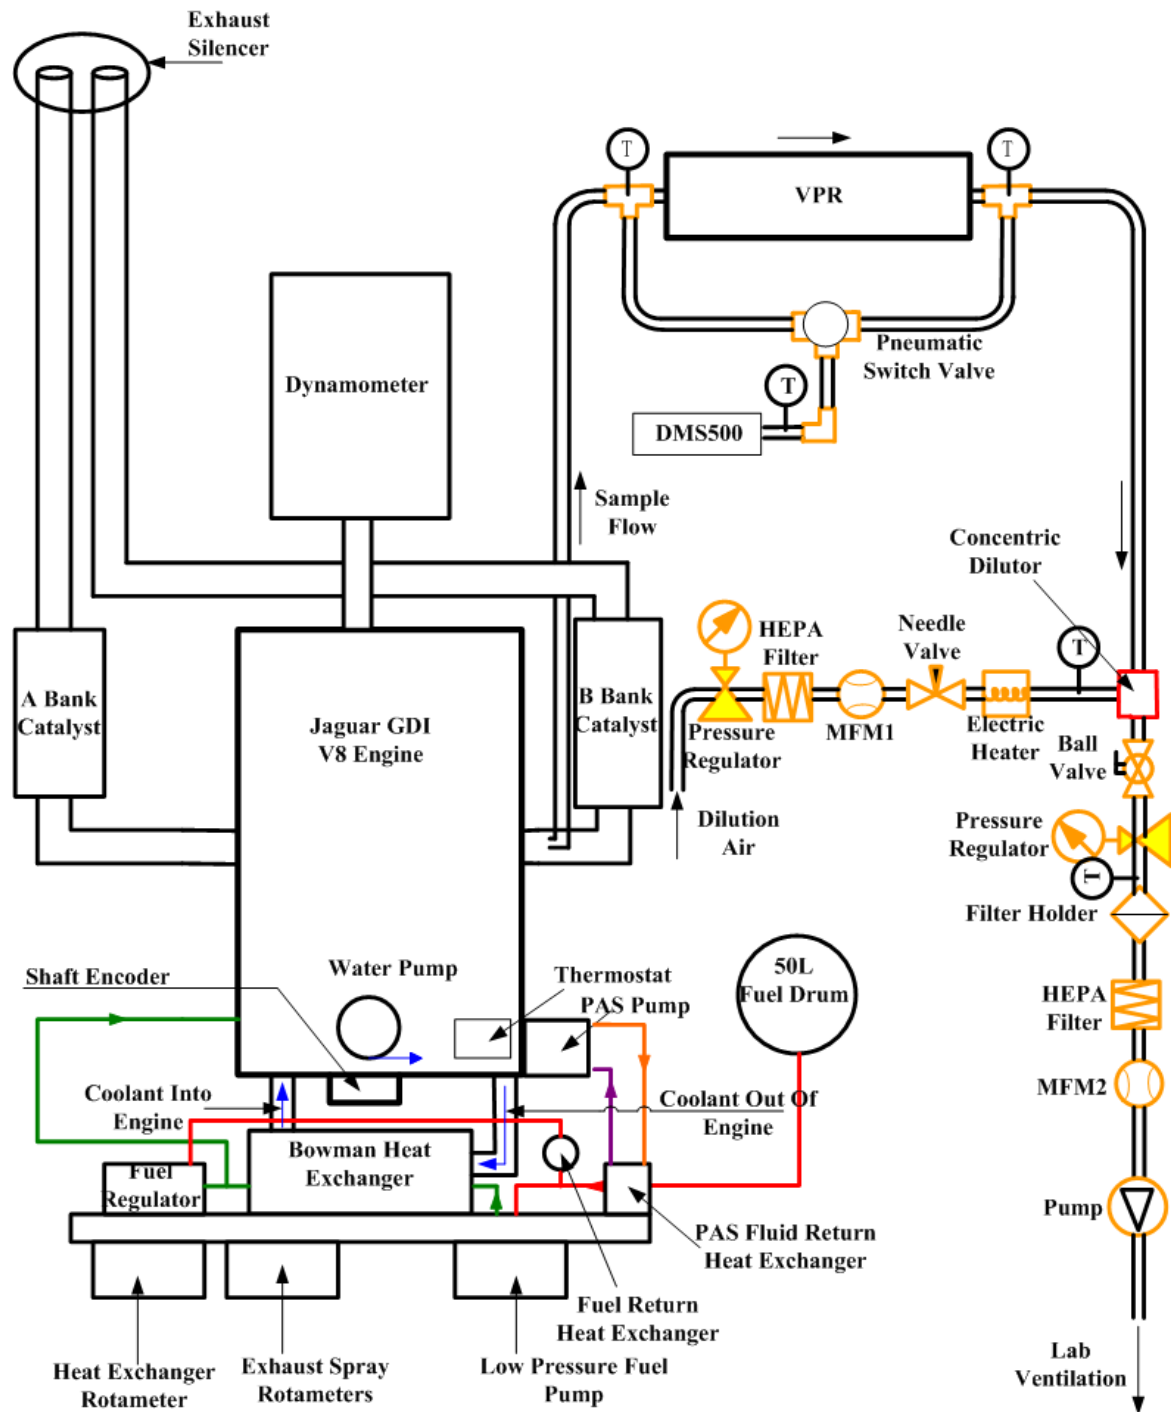 Exhaust
Silencer
T
T
VPR
Pneumatic
Switch Valve
Dynamometer
T
DMS500
Sample
Flow
Concentric
Dilutor
HEPA
Filter
Needle
Valve
T
A Bank
Catalyst
Jaguar GDI
V8 Engine
B Bank
Catalyst
Pressure
Regulator
MFM1
Electric
Heater
Ball
Valve
Dilution
Air
Pressure
Regulator
T
Filter Holder
Water Pump
Shaft Encoder
Thermostat
PAS Pump
50L
Fuel Drum
HEPA
Filter
MFM2
Coolant Into
Engine
Coolant Out Of
Engine
Bowman Heat
Exchanger
Fuel
Regulator
Pump
PAS Fluid Return
Heat Exchanger
Fuel Return
Heat Exchanger
Heat Exchanger
Rotameter
Exhaust Spray
Rotameters
Low Pressure Fuel
Pump
Lab
Ventilation